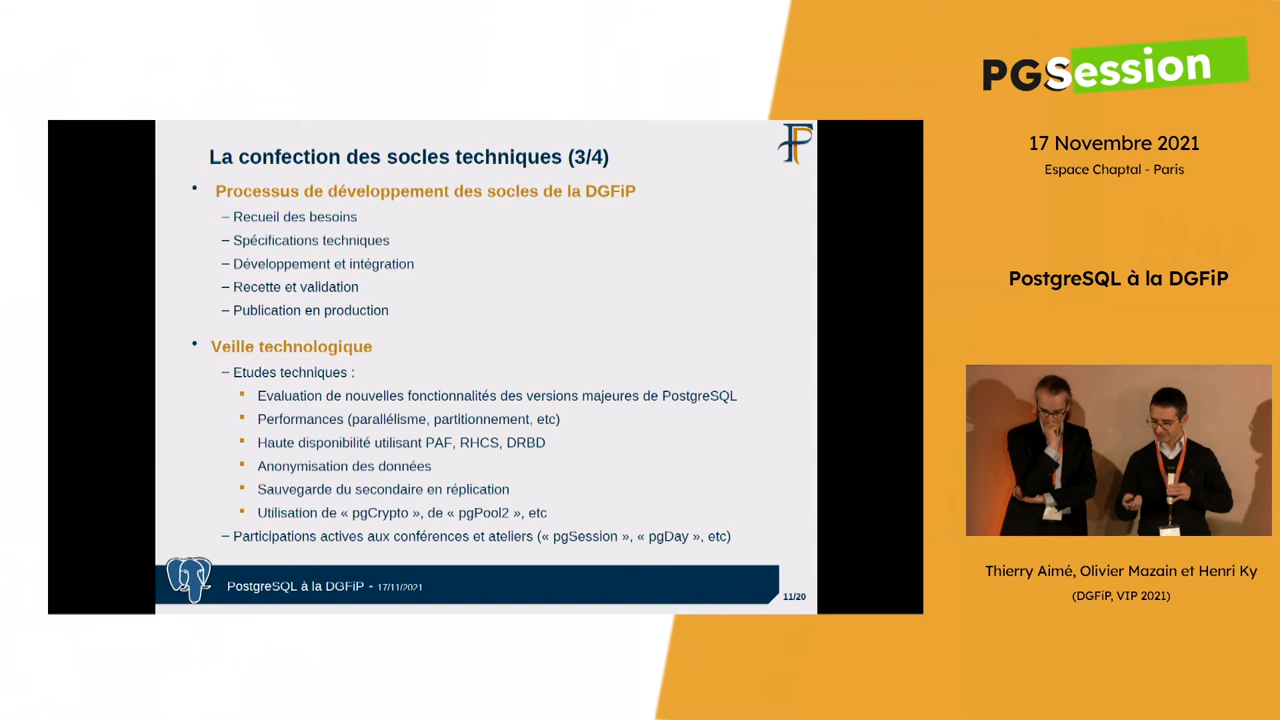 La confection des socles techniques (3/4)
• Processus de développement des socles de la DGFiP
– Recueil des besoins
– Spécifications techniques
– Développement et intégration
– Recette et validation
– Publication en production
• Veille technologique
– Etudes techniques :
▪ Evaluation de nouvelles fonctionnalités des versions majeures de PostgreSQL
▪ Performances (parallélisme, partitionnement, etc)
▪ Haute disponibilité utilisant PAF, RHCS, DRBD
▪ Anonymisation des données
▪ Sauvegarde du secondaire en réplication
▪ Utilisation de « pgCrypto », de « pgPool2 », etc
– Participations actives aux conférences et ateliers (« pgSession », « pgDay », etc)
PostgreSQL à la DGFiP - 17/11/2021
11/20
PGSession
17 Novembre 2021
Espace Chaptal - Paris
PostgreSQL à la DGFiP
Thierry Aimé, Olivier Mazain et Henri Ky
(DGFiP, VIP 2021)